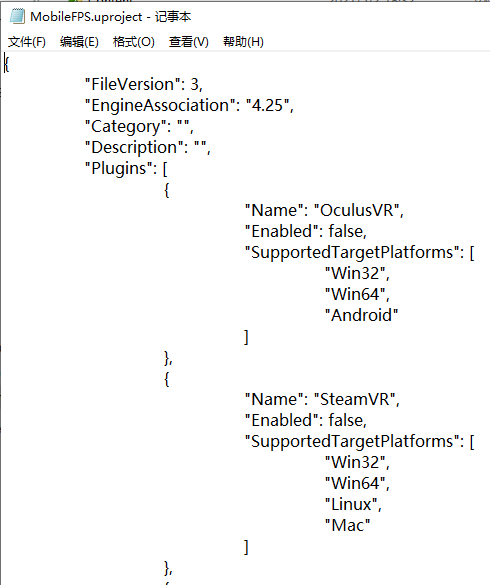 MobileFPS.uproject - 记事本
文件(F) 编辑(E) 格式(O) 查看(V) 帮助(H)
{
"FileVersion": 3,
"EngineAssociation": "4.25",
"Category": "",
"Description": "",
"Plugins": [
{
"Name": "OculusVR",
"Enabled": false,
"SupportedTargetPlatforms": [
"Win32",
"Win64",
"Android"
]
},
{
"Name": "SteamVR",
"Enabled": false,
"SupportedTargetPlatforms": [
"Win32",
"Win64",
"Linux",
"Mac"
]
},